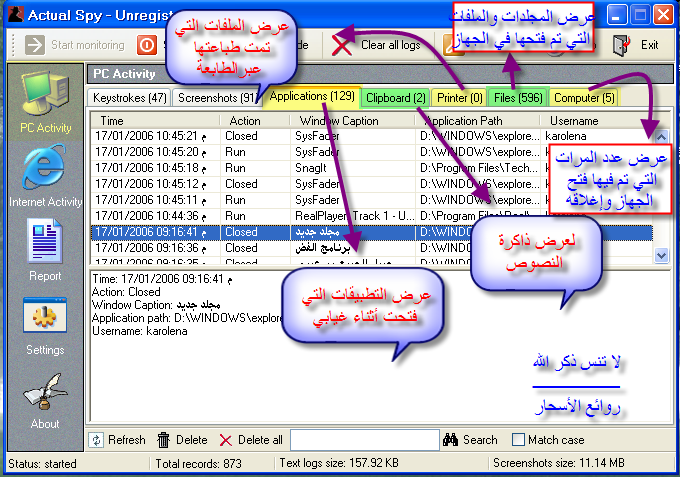 Actual Spy - Unregist
Start monitoring
de
Clear all logs
Exit
عرض الملفات التي
تمت طباعتها
عبر الطابعة
عرض المجلدات والملفات
التي تم فتحها في الجهاز
PC Activity
Keystrokes (47) Screenshots (91 Applications (129) Clipboard (2) Printer (0) Files (596) Computer (5)
Time Action Window Caption Application Path Username
17/01/2006 10:45:21 م Closed SysFader D:\WINDOWS\explore... karolena
17/01/2006 10:45:20 م Run SysFader D:\WINDOWS\explore...
17/01/2006 10:45:18 م Run SnagIt D:\Program Files\Tech...
17/01/2006 10:45:12 م Closed SysFader D:\WINDOWS\explore...
17/01/2006 10:45:11 م Run SysFader D:\WINDOWS\explore...
17/01/2006 10:44:36 م Run RealPlayer: Track 1 - U... D:\Program Files\Real
17/01/2006 09:16:41 م Closed مجلد جديد D:\WINDOWS
17/01/2006 09:16:36 م Closed برنامج الفض D:\WINDOWS
عرض عدد المرات
التي تم فيها فتح
الجهاز وإغلاقه
لعرض ذاكرة
النصوص
عرض التطبيقات التي
فتحت أثناء غيابي
PC Activity
Internet Activity
Report
Settings
About
Time: 17/01/2006 09:16:41 م
Action: Closed
Window Caption: مجلد جديد
Application path: D:\WINDOWS\explore
Username: karolena
لا تنس ذكر الله
روائع الأسحار
Refresh Delete Delete all Search Match case
Status: started Total records: 873 Text logs size: 157.92 KB Screenshots size: 11.14 MB